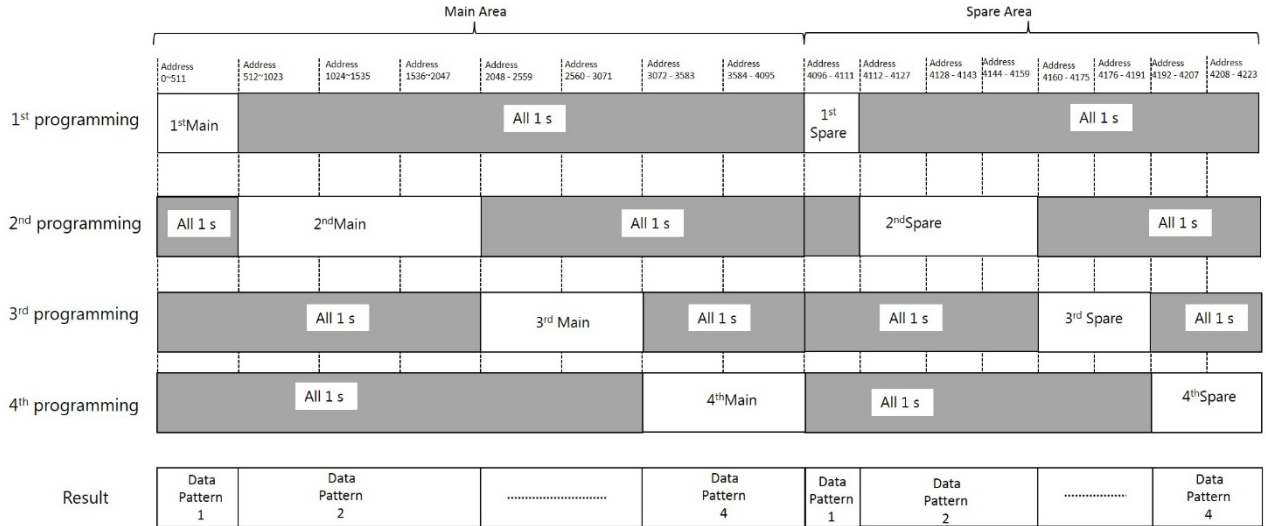 Main Area
Spare Area
Address
0~511
Address
512~1023
Address
1024~1535
Address
1536~2047
Address
2048 - 2559
Address
2560 - 3071
Address
3072 - 3583
Address
3584 - 4095
Address
4096 - 4111
Address
4112 - 4127
Address
4128 - 4143
Address
4144 - 4159
Address
4160 - 4175
Address
4176 - 4191
Address
4192 - 4207
Address
4208 - 4223
1st programming
1stMain
All 1 s
1st
Spare
All 1 s
2nd programming
All 1 s
2ndMain
All 1 s
2ndSpare
All 1 s
3rd programming
All 1 s
3rd Main
All 1 s
All 1 s
3rd Spare
All 1 s
4th programming
All 1 s
4thMain
All 1 s
4thSpare
Result
Data
Pattern
1
Data
Pattern
2
........................
Data
Pattern
4
Data
Pattern
1
Data
Pattern
2
................
Data
Pattern
4